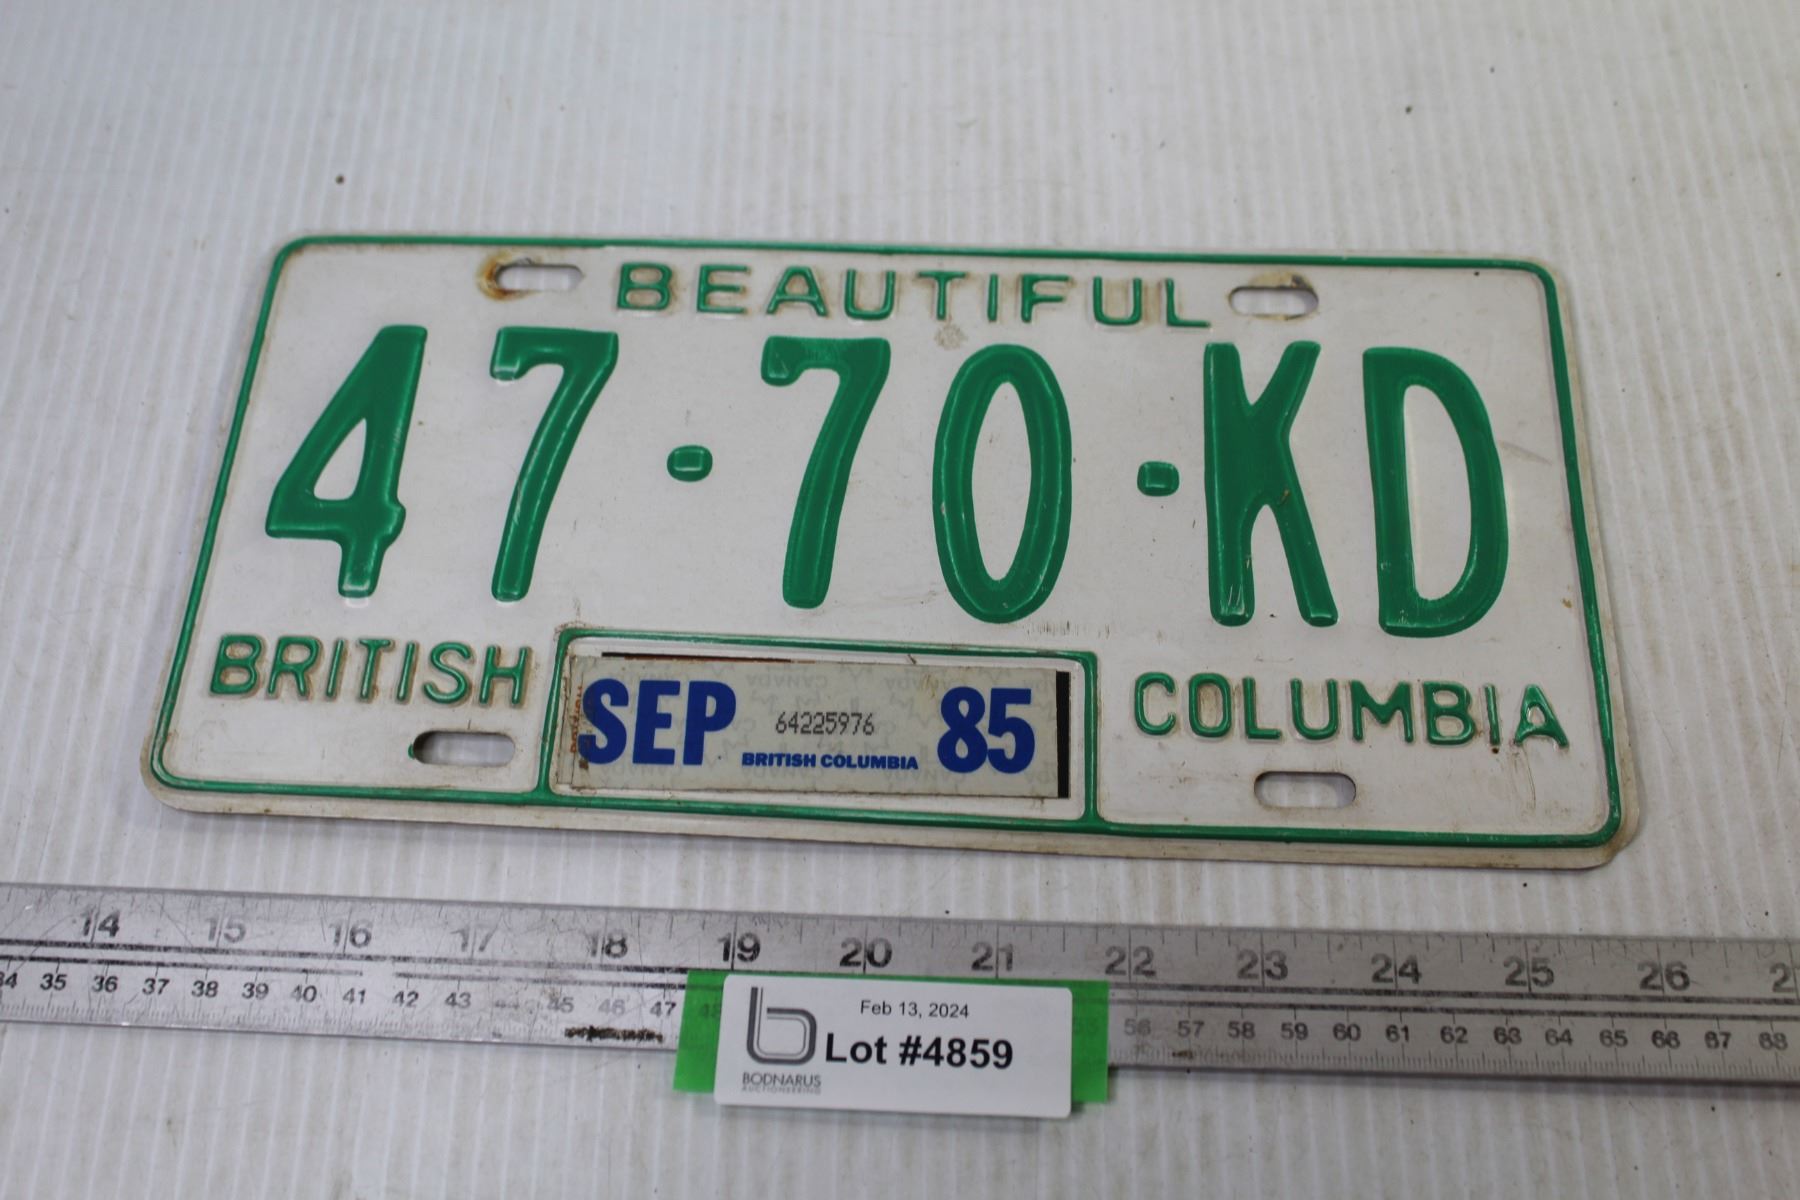 BEAUTIFUL
47·70·KD
BRITISH COLUMBIA
SEP 64225976 85
BRITISH COLUMBIA
14 15 16 17 18 19 20 21 22 23 24 25 26
34 35 36 37 38 39 40 41 42 43 45 46 47 56 57 58 59 60 61 62 63 64 65 66 67 68
Feb 13, 2024
Lot #4859
BODNARUS
AUCTIONEERING